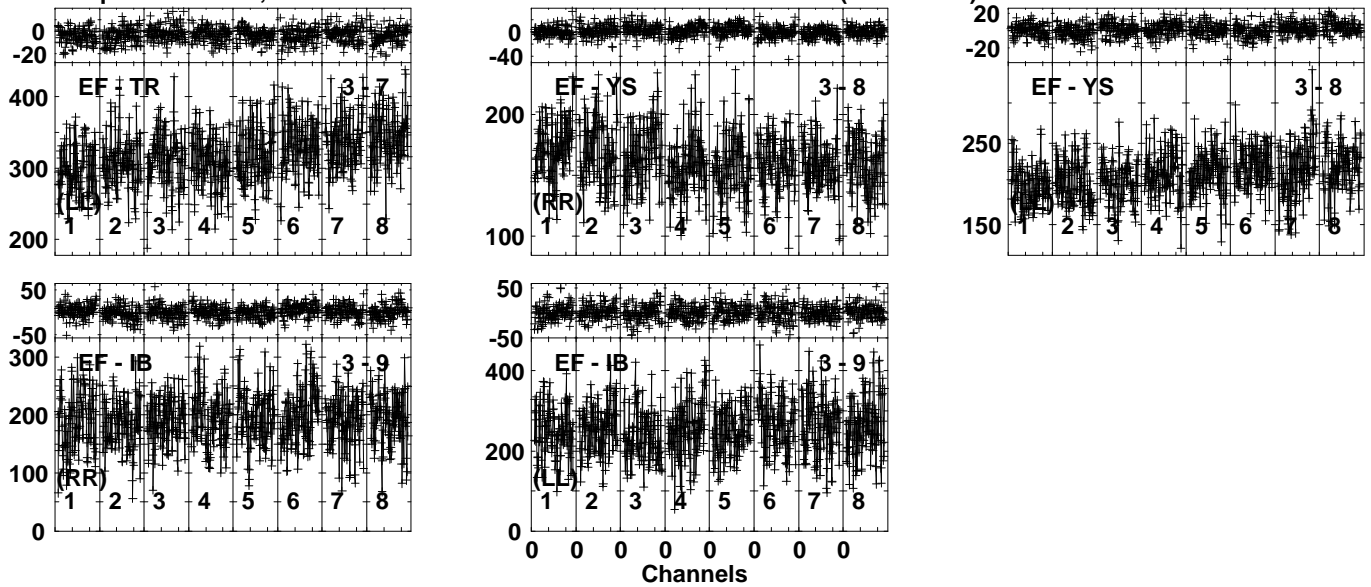 0
-20
EF - TR 3 - 7
400
300
200
(LL)
1 2 3 4 5 6 7 8
0
-40
EF - YS 3 - 8
200
100
(RR)
1 2 3 4 5 6 7 8
20
-20
EF - YS 3 - 8
250
150
1 2 3 4 5 6 7 8
50
-50
EF - IB 3 - 9
300
200
100
0
(RR)
1 2 3 4 5 6 7 8
50
-50
EF - IB 3 - 9
400
200
0
(LL)
1 2 3 4 5 6 7 8
0 0 0 0 0 0 0 0
Channels